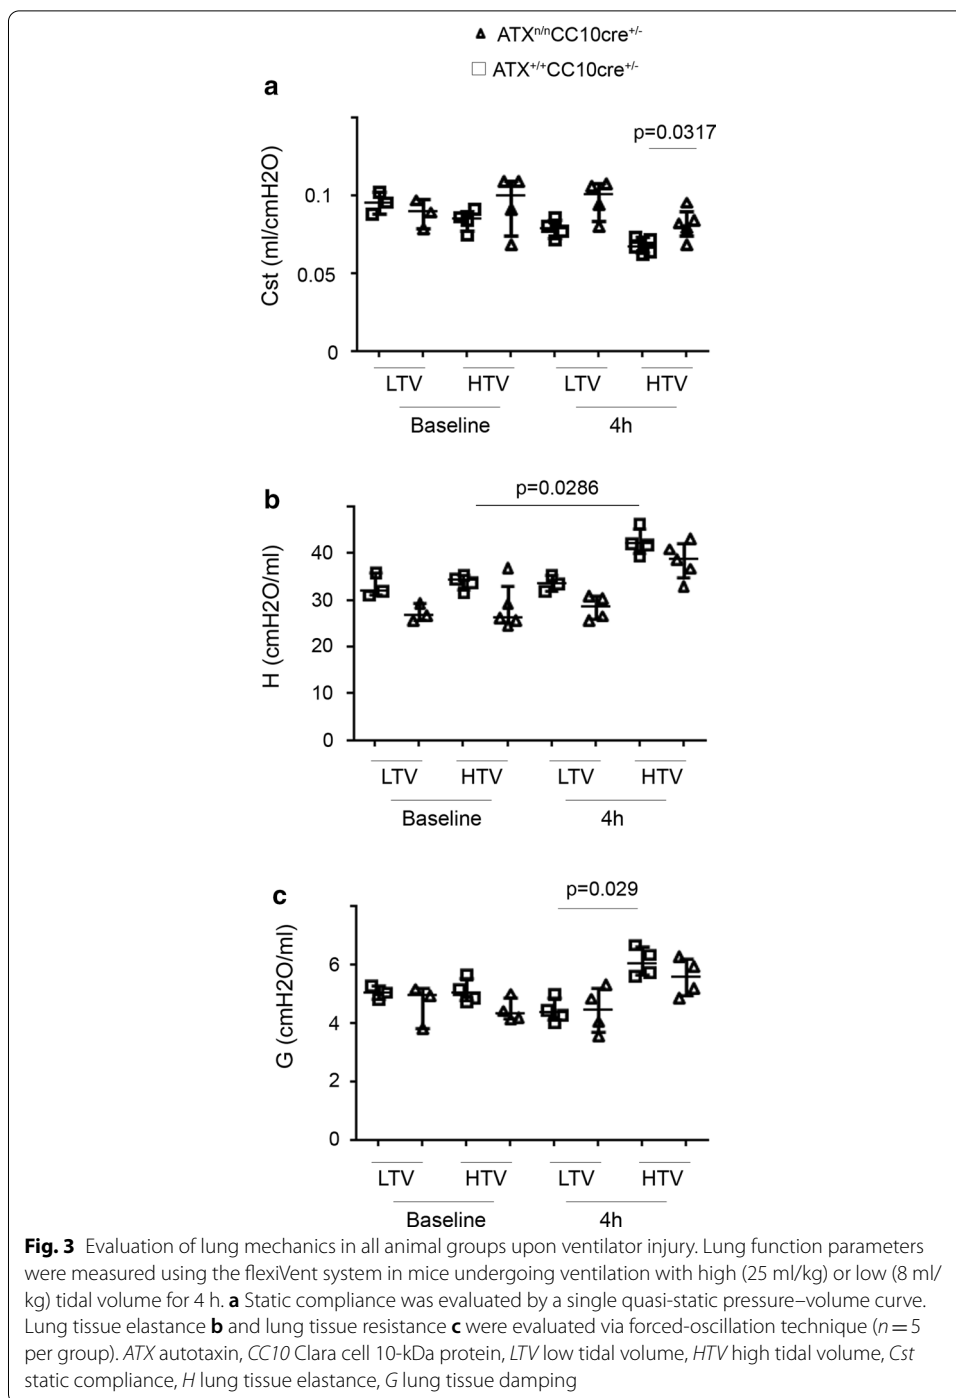 ATXn/nCC10cre+/-
ATX+/+CC10cre+/-
a
p=0.0317
Cst (ml/cmH2O)
0.1
0.05
0
LTV HTV LTV HTV
Baseline 4h
b
p=0.0286
H (cmH2O/ml)
40
30
20
10
0
LTV HTV LTV HTV
Baseline 4h
c
p=0.029
G (cmH2O/ml)
6
4
2
0
LTV HTV LTV HTV
Baseline 4h
Fig. 3 Evaluation of lung mechanics in all animal groups upon ventilator injury. Lung function parameters
were measured using the flexiVent system in mice undergoing ventilation with high (25 ml/kg) or low (8 ml/
kg) tidal volume for 4 h. a Static compliance was evaluated by a single quasi-static pressure–volume curve.
Lung tissue elastance b and lung tissue resistance c were evaluated via forced-oscillation technique (n = 5
per group). ATX autotaxin, CC10 Clara cell 10-kDa protein, LTV low tidal volume, HTV high tidal volume, Cst
static compliance, H lung tissue elastance, G lung tissue damping